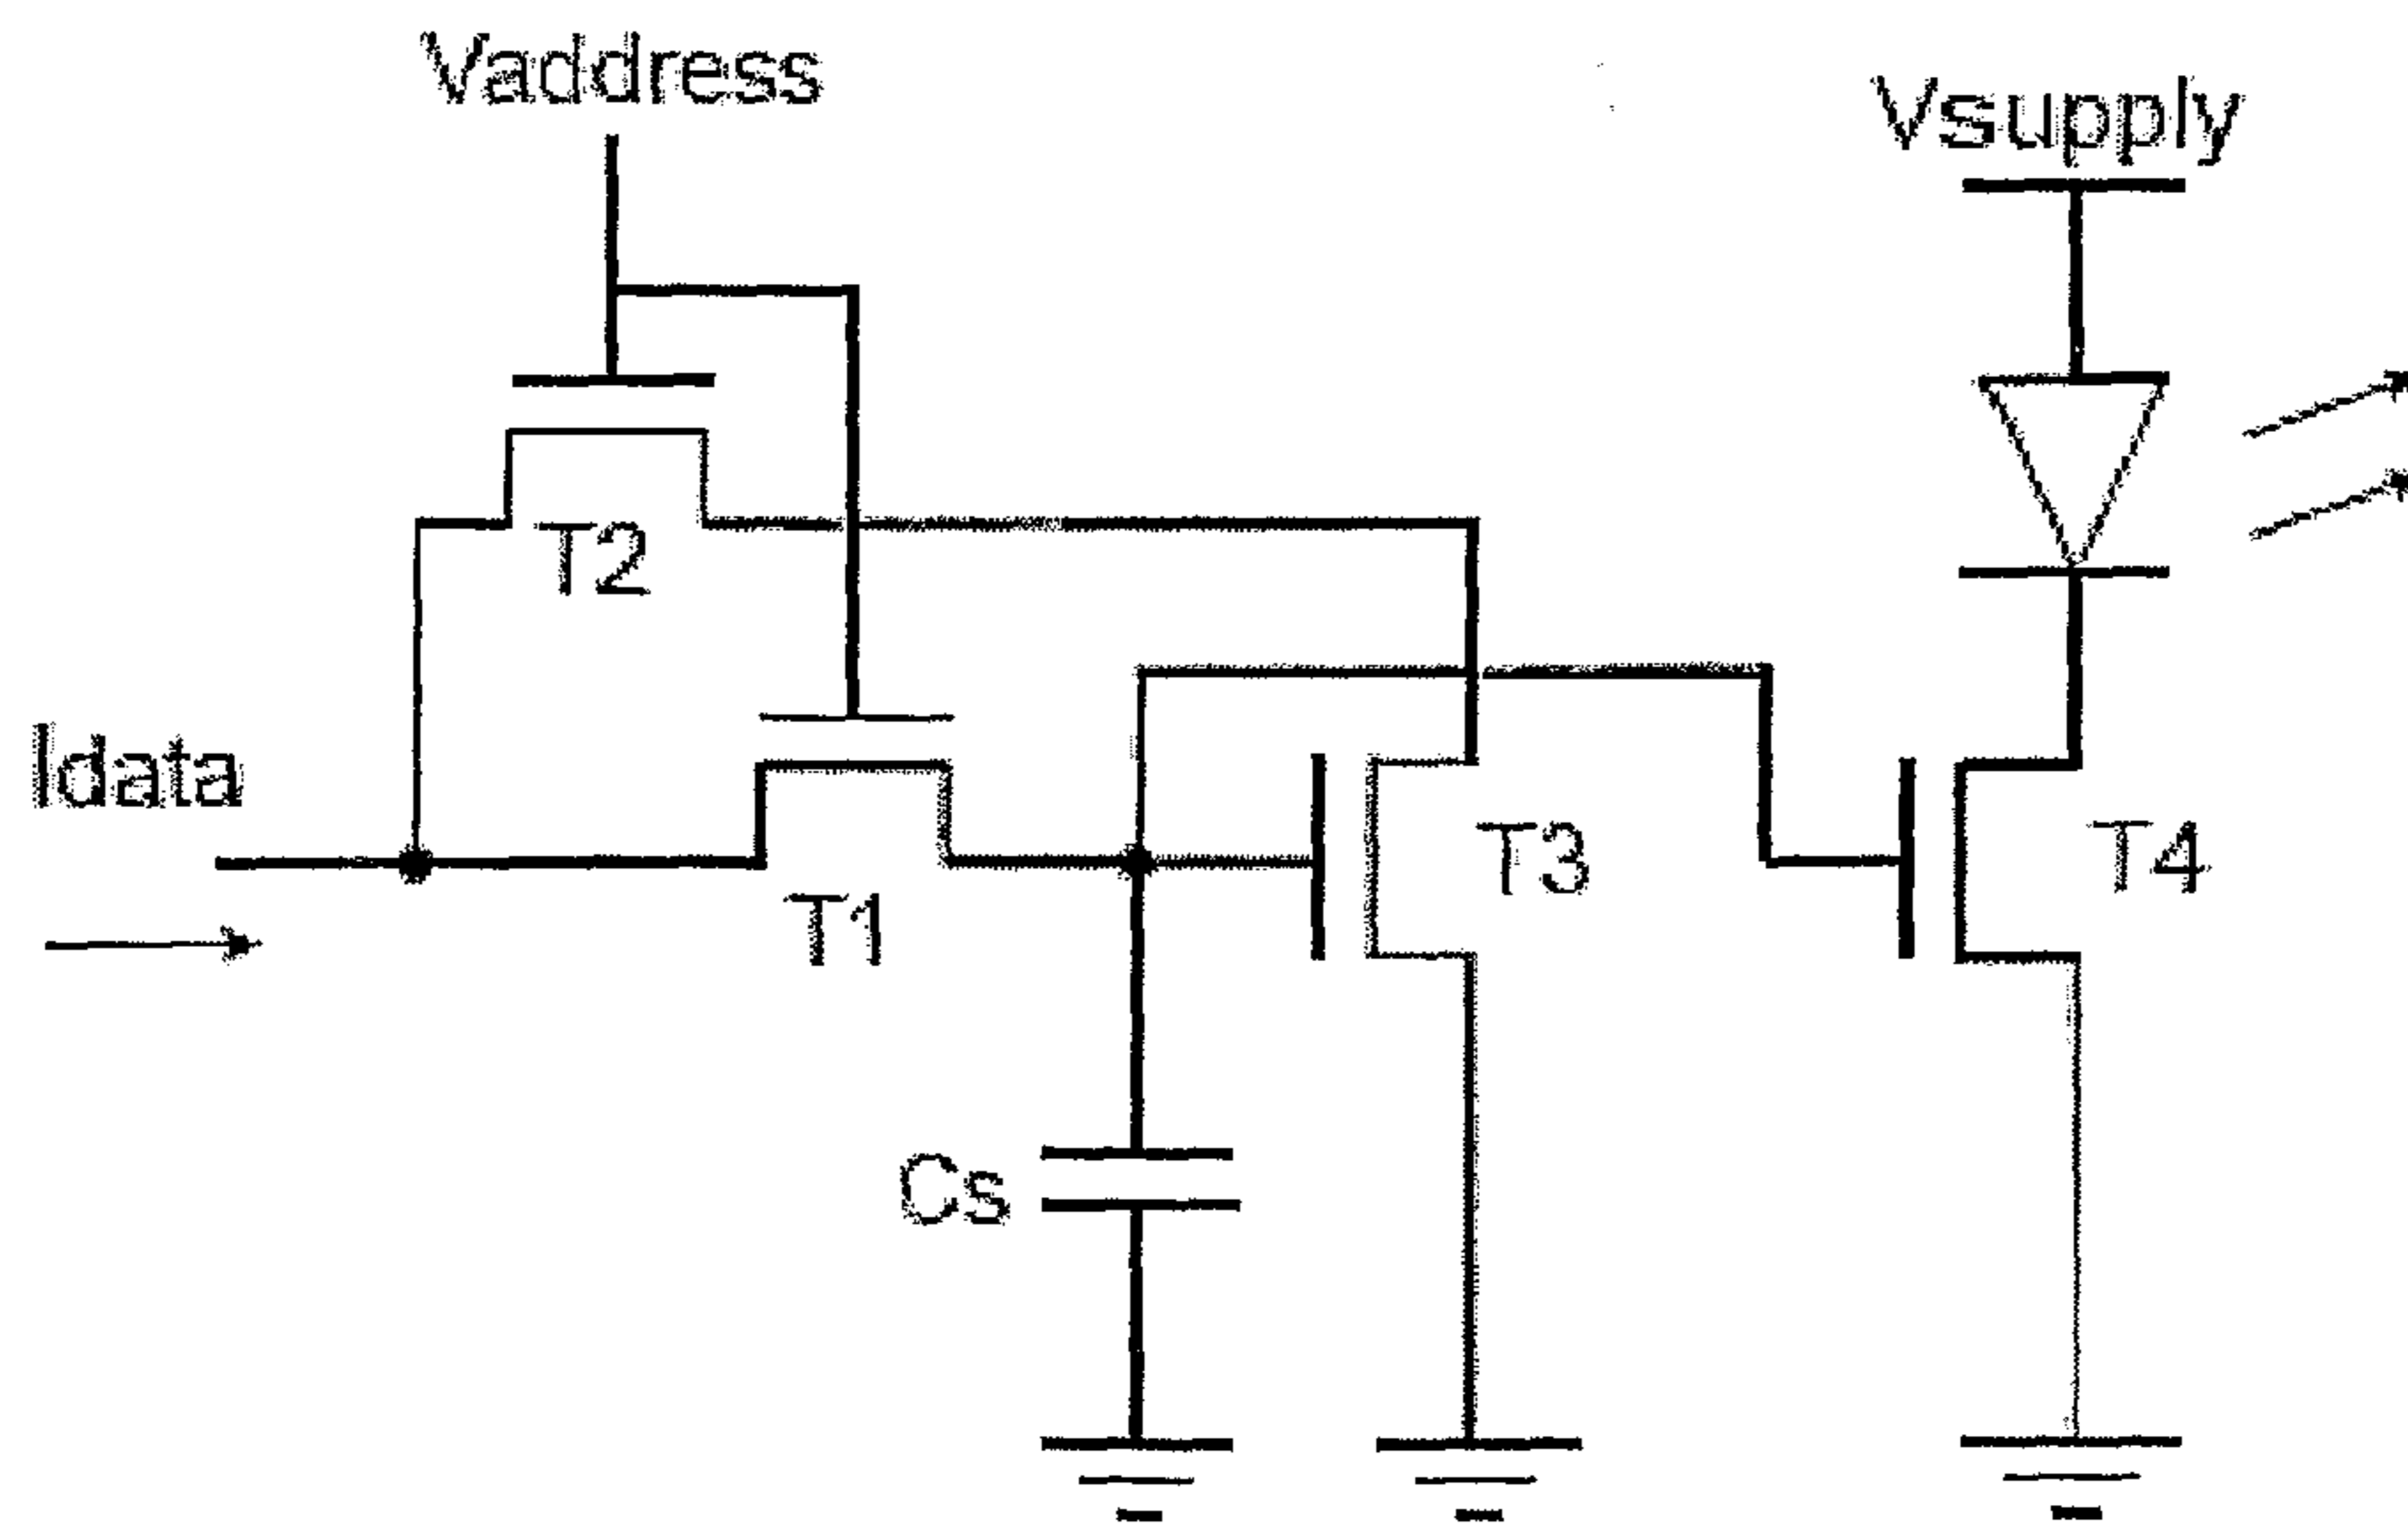 Vaddress
Vsupply
T2
Idata
T3
T4
T1
Cs